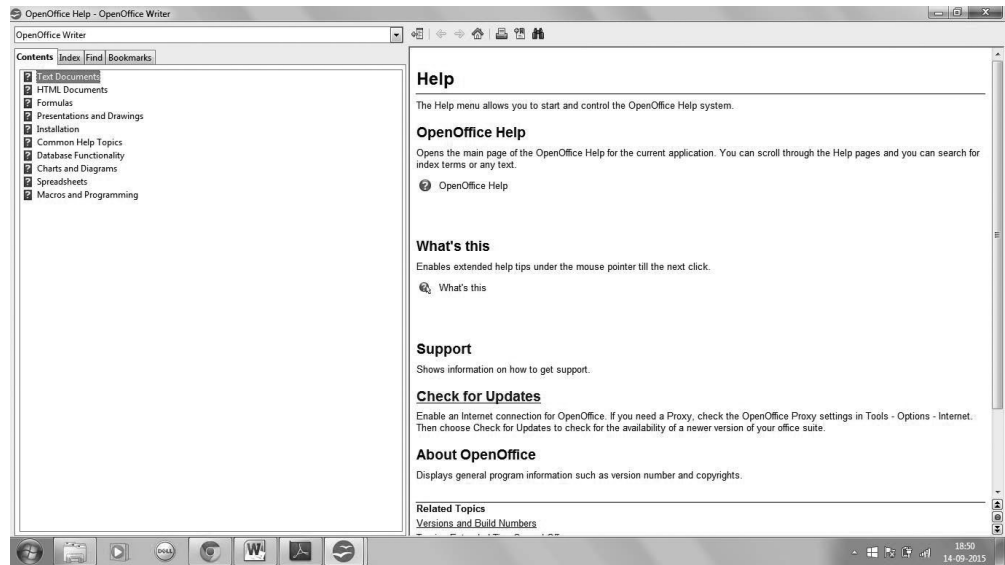 OpenOffice Help - OpenOffice Writer
OpenOffice Writer
Contents Index Find Bookmarks
Text Documents
HTML Documents
Formulas
Presentations and Drawings
Installation
Common Help Topics
Database Functionality
Charts and Diagrams
Spreadsheets
Macros and Programming
Help
The Help menu allows you to start and control the OpenOffice Help system.
OpenOffice Help
Opens the main page of the OpenOffice Help for the current application. You can scroll through the Help pages and you can search for
index terms or any text.
OpenOffice Help
What's this
Enables extended help tips under the mouse pointer till the next click.
What's this
Support
Shows information on how to get support.
Check for Updates
Enable an Internet connection for OpenOffice. If you need a Proxy, check the OpenOffice Proxy settings in Tools - Options - Internet.
Then choose Check for Updates to check for the availability of a newer version of your office suite.
About OpenOffice
Displays general program information such as version number and copyrights.
Related Topics
Versions and Build Numbers
DELL
W
18:50
14-09-2015